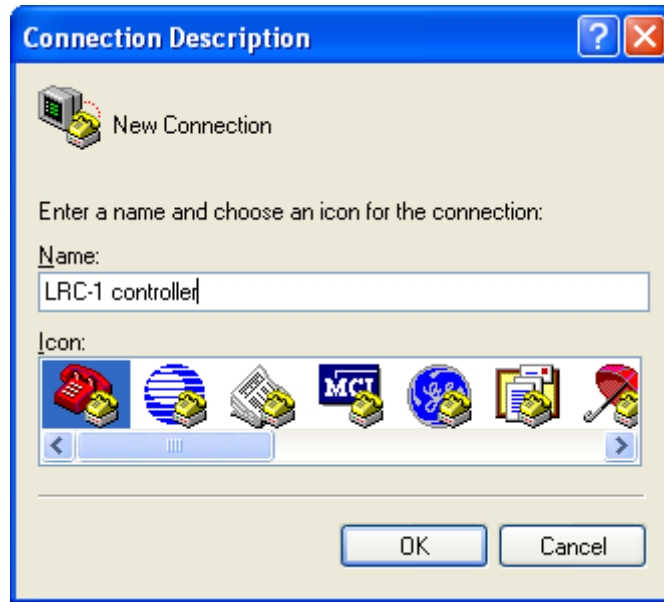 Connection Description
New Connection
Enter a name and choose an icon for the connection:
Name:
LRC-1 controller
Icon:
MCI
OK Cancel